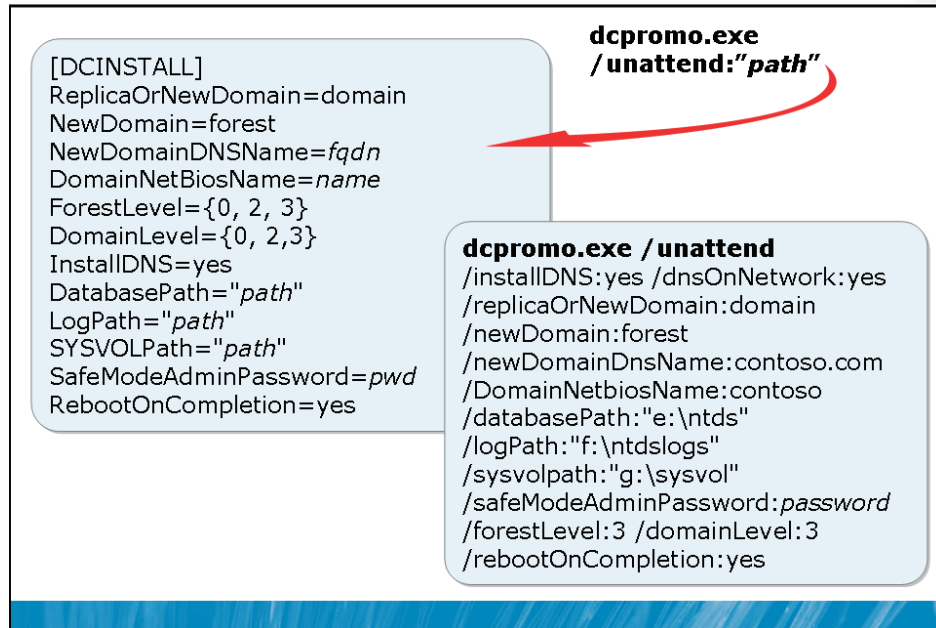 dcpromo.exe
/unattend:”path”
[DCINSTALL]
ReplicaOrNewDomain=domain
NewDomain=forest
NewDomainDNSName=fqdn
DomainNetBiosName=name
ForestLevel={0, 2, 3}
DomainLevel={0, 2,3}
InstallDNS=yes
DatabasePath="path"
LogPath="path"
SYSVOLPath="path"
SafeModeAdminPassword=pwd
RebootOnCompletion=yes
dcpromo.exe /unattend
/installDNS:yes /dnsOnNetwork:yes
/replicaOrNewDomain:domain
/newDomain:forest
/newDomainDnsName:contoso.com
/DomainNetbiosName:contoso
/databasePath:"e:\ntds"
/logPath:"f:\ntdslogs"
/sysvolpath:"g:\sysvol"
/safeModeAdminPassword:password
/forestLevel:3 /domainLevel:3
/rebootOnCompletion:yes